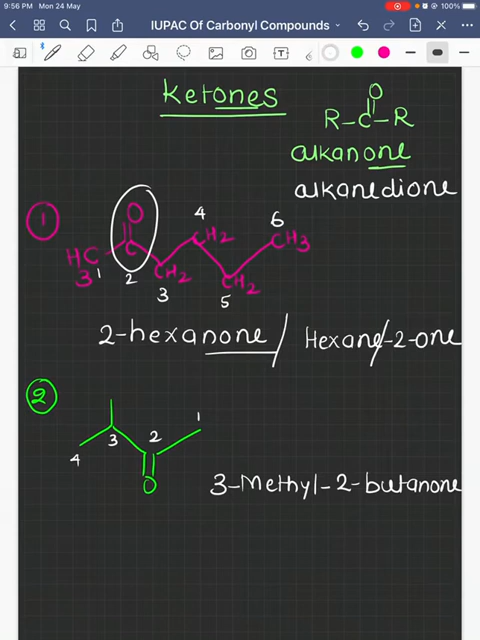 9:56 PM Mon 24 May 100%
IUPAC Of Carbonyl Compounds
Ketones
O
R-C-R
alkanone
alkanedione
1
O
H3C C CH2 CH2 CH2 CH3
1 2 3 4 5 6
2-hexanone / Hexane-2-one
2
4 3 2 1
O
3-Methyl-2-butanone